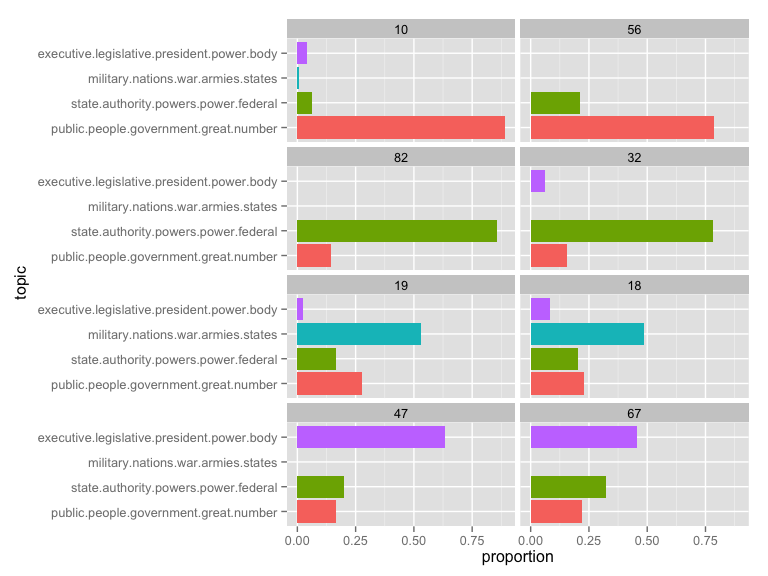 10
56
executive.legislative.president.power.body
military.nations.war.armies.states
state.authority.powers.power.federal
public.people.government.great.number
82
32
executive.legislative.president.power.body
military.nations.war.armies.states
state.authority.powers.power.federal
public.people.government.great.number
19
18
executive.legislative.president.power.body
military.nations.war.armies.states
state.authority.powers.power.federal
public.people.government.great.number
47
67
executive.legislative.president.power.body
military.nations.war.armies.states
state.authority.powers.power.federal
public.people.government.great.number
0.00 0.25 0.50 0.75 0.00 0.25 0.50 0.75
proportion
topic